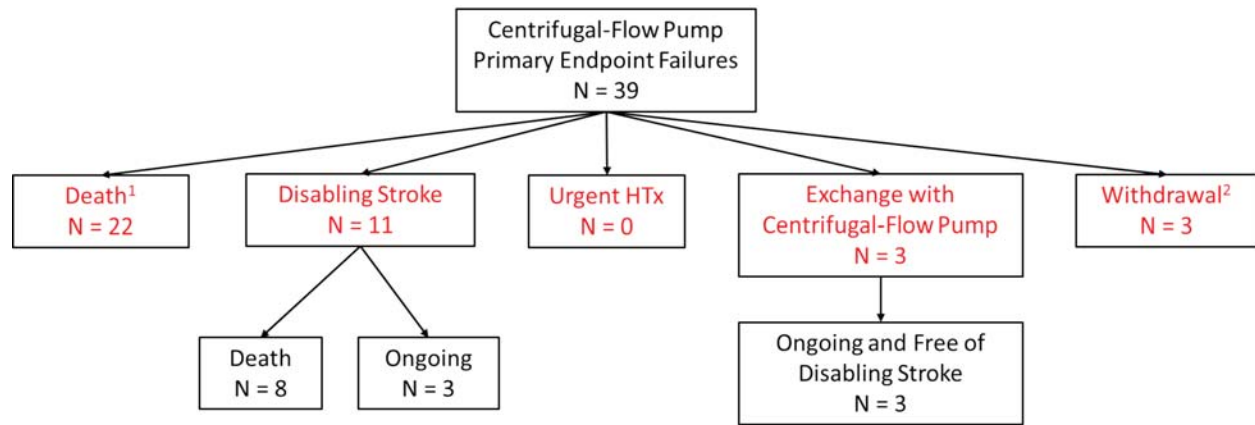 Centrifugal-Flow Pump
Primary Endpoint Failures
N = 39
Death¹
N = 22
Disabling Stroke
N = 11
Urgent HTx
N = 0
Exchange with
Centrifugal-Flow Pump
N = 3
Withdrawal²
N = 3
Death
N = 8
Ongoing
N = 3
Ongoing and Free of
Disabling Stroke
N = 3